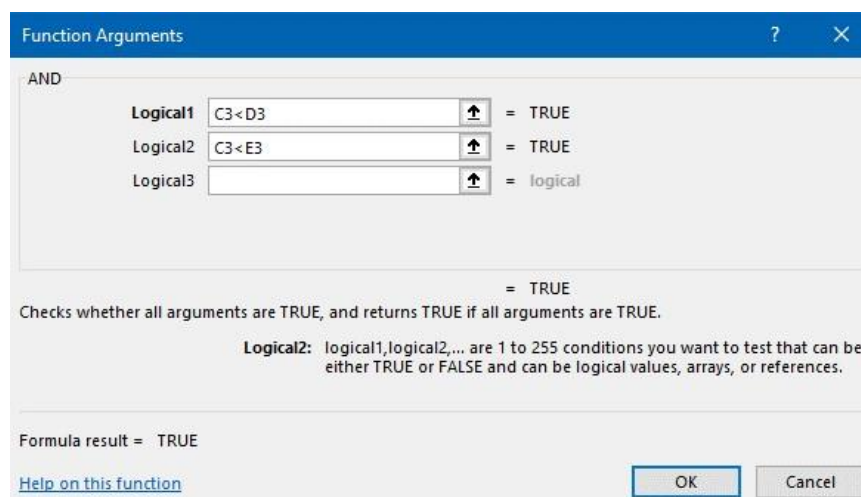 Function Arguments ? ×
AND
Logical1 C3<D3 = TRUE
Logical2 C3<E3 = TRUE
Logical3 = logical
= TRUE
Checks whether all arguments are TRUE, and returns TRUE if all arguments are TRUE.
Logical2: logical1,logical2,... are 1 to 255 conditions you want to test that can be
either TRUE or FALSE and can be logical values, arrays, or references.
Formula result = TRUE
Help on this function OK Cancel